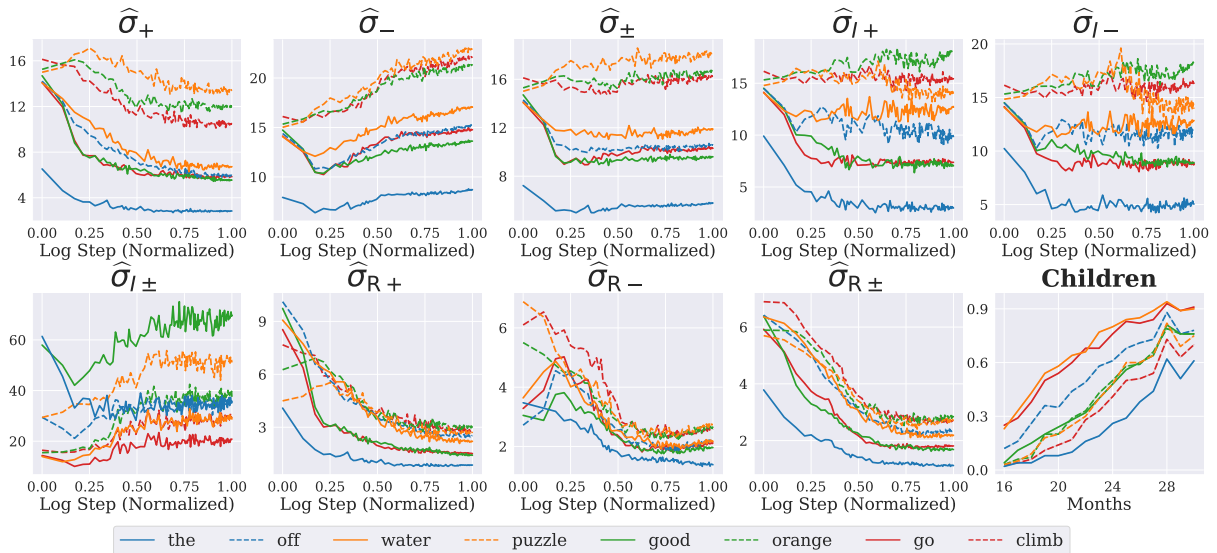 σ̂₊ σ̂₋ σ̂± σ̂_{l+} σ̂_{l−}
16 12 8 4
20 15 10
16 12 8
15 10 5
20 15 10 5
0.00 0.25 0.50 0.75 1.00 0.00 0.25 0.50 0.75 1.00 0.00 0.25 0.50 0.75 1.00 0.00 0.25 0.50 0.75 1.00 0.00 0.25 0.50 0.75 1.00
Log Step (Normalized) Log Step (Normalized) Log Step (Normalized) Log Step (Normalized) Log Step (Normalized)
σ̂_{l±} σ̂_{R+} σ̂_{R−} σ̂_{R±} Children
60 40 20
9 6 3
6 4 2
6 4 2
0.9 0.6 0.3 0.0
0.00 0.25 0.50 0.75 1.00 0.00 0.25 0.50 0.75 1.00 0.00 0.25 0.50 0.75 1.00 0.00 0.25 0.50 0.75 1.00 16 20 24 28
Log Step (Normalized) Log Step (Normalized) Log Step (Normalized) Log Step (Normalized) Months
the off water puzzle good orange go climb